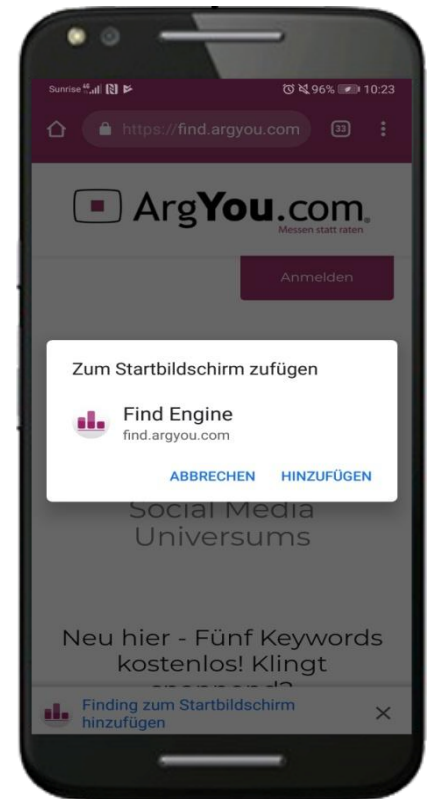 Sunrise 96% 10:23
https://find.argyou.com 33
ArgYou.com
Messen statt raten
Anmelden
Zum Startbildschirm zufügen
Find Engine
find.argyou.com
ABBRECHEN HINZUFÜGEN
Social Media
Universums
Neu hier - Fünf Keywords
kostenlos! Klingt
Finding zum Startbildschirm
hinzufügen